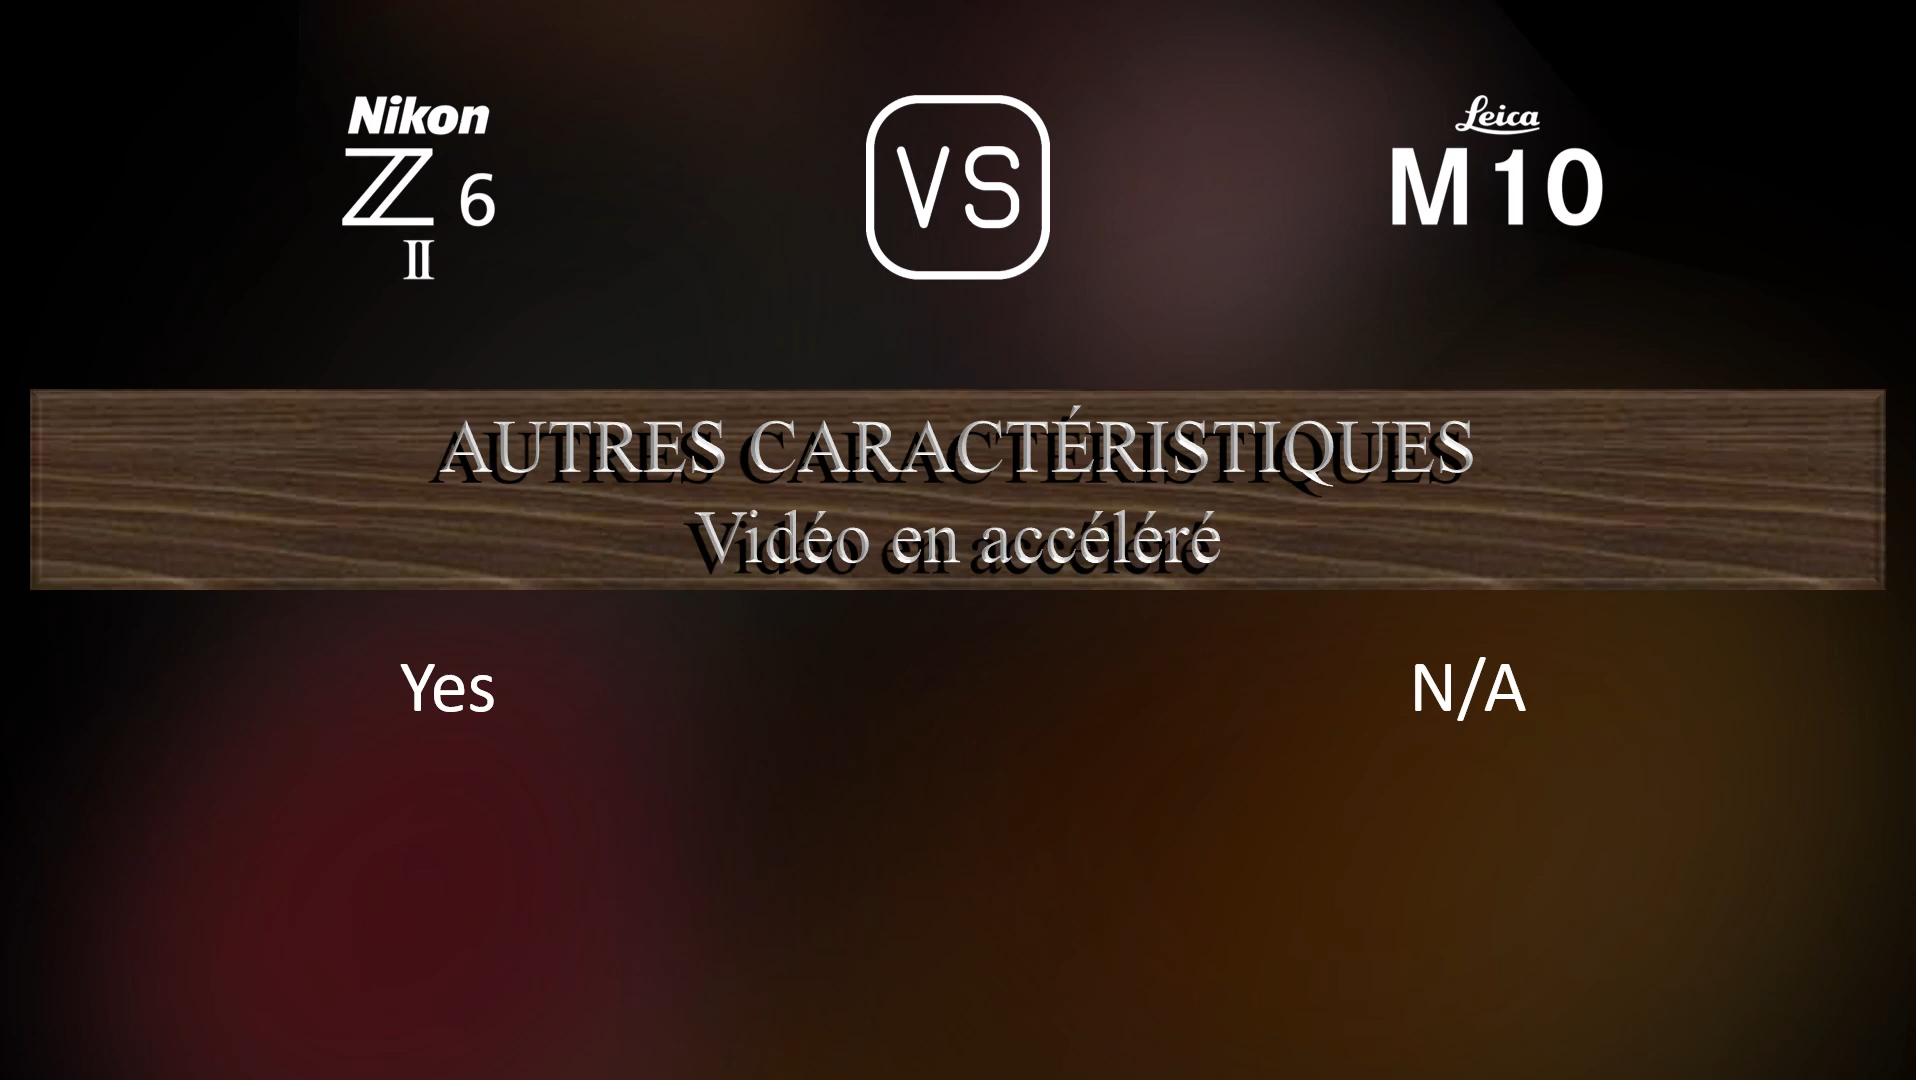 Nikon
Z 6
II
VS
Leica
M10
AUTRES CARACTÉRISTIQUES
Vidéo en accéléré
Yes
N/A